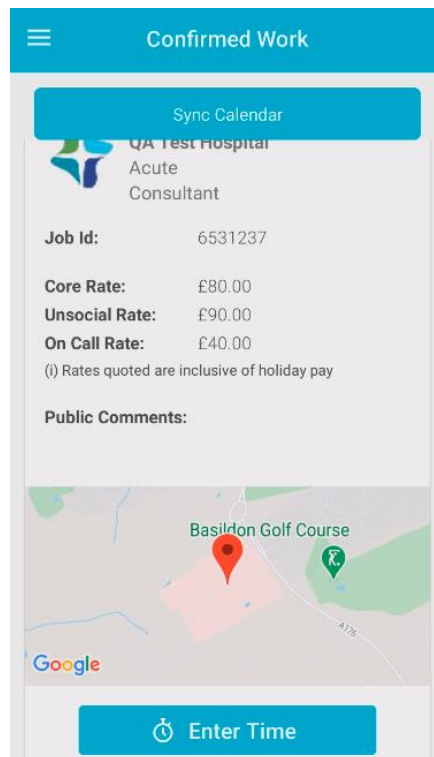 Confirmed Work
Sync Calendar
QA Test Hospital
Acute
Consultant
Job Id: 6531237
Core Rate: £80.00
Unsocial Rate: £90.00
On Call Rate: £40.00
(i) Rates quoted are inclusive of holiday pay
Public Comments:
Basildon Golf Course
A176
Google
Enter Time